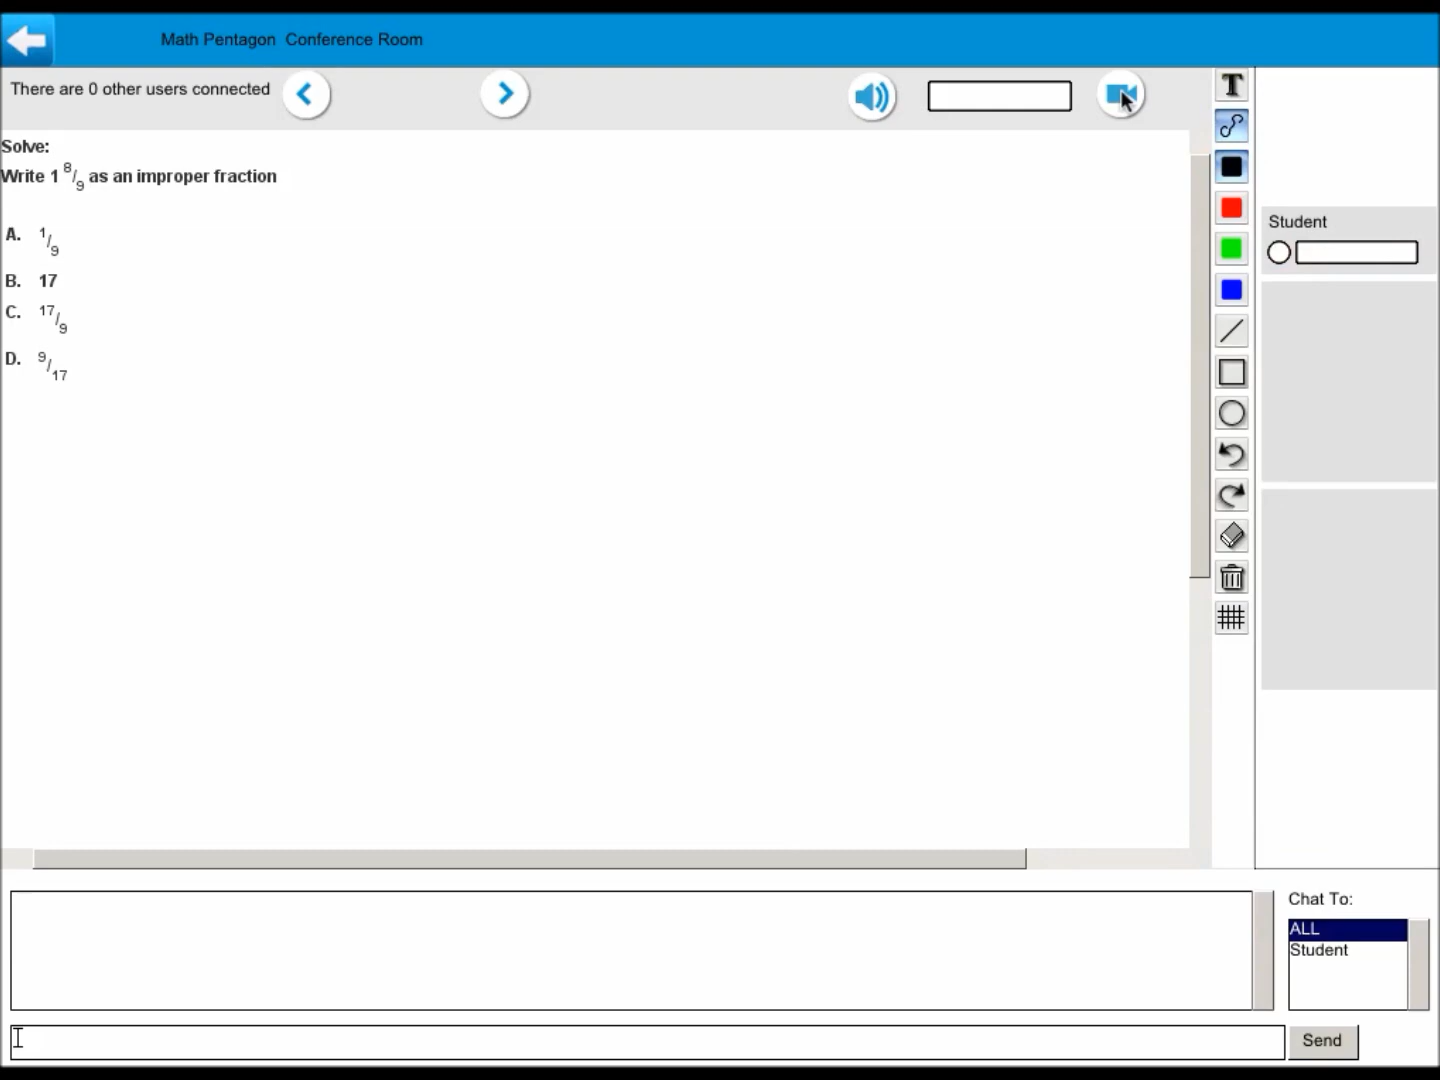 Math Pentagon  Conference Room
There are 0 other users connected
T
Solve:
Write 1 8/9 as an improper fraction
A. 1/9
B. 17
C. 17/9
D. 9/17
Student
Chat To:
ALL
Student
Send